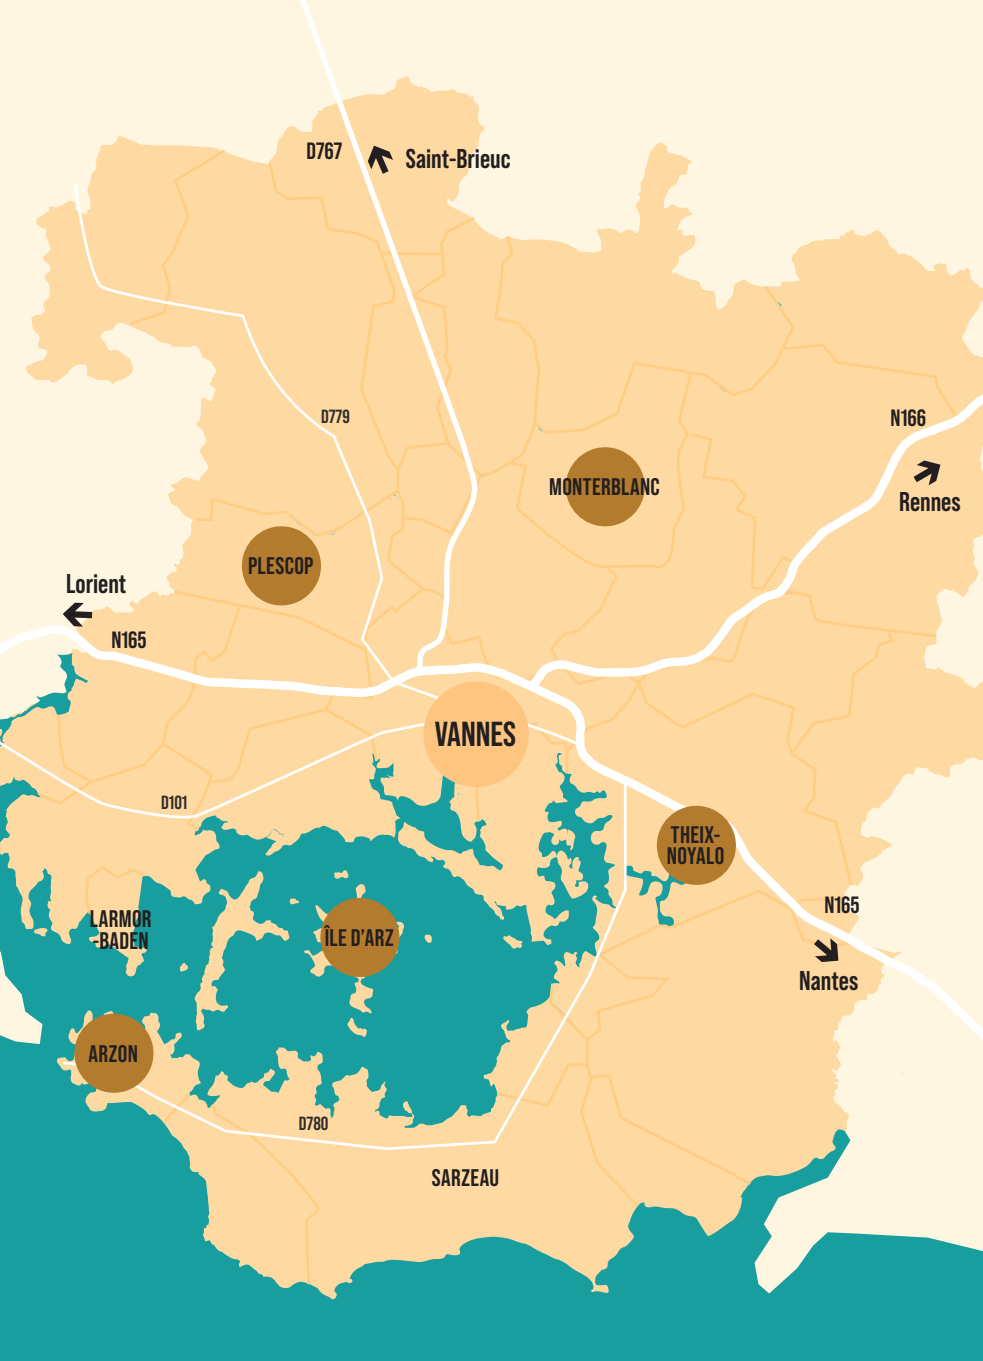 D767
Saint-Brieuc
D779
N166
MONTERBLANC
Rennes
PLESCOP
Lorient
N165
VANNES
D101
THEIX-
NOYALO
LARMOR
-BADEN
N165
ÎLE D'ARZ
Nantes
ARZON
D780
SARZEAU